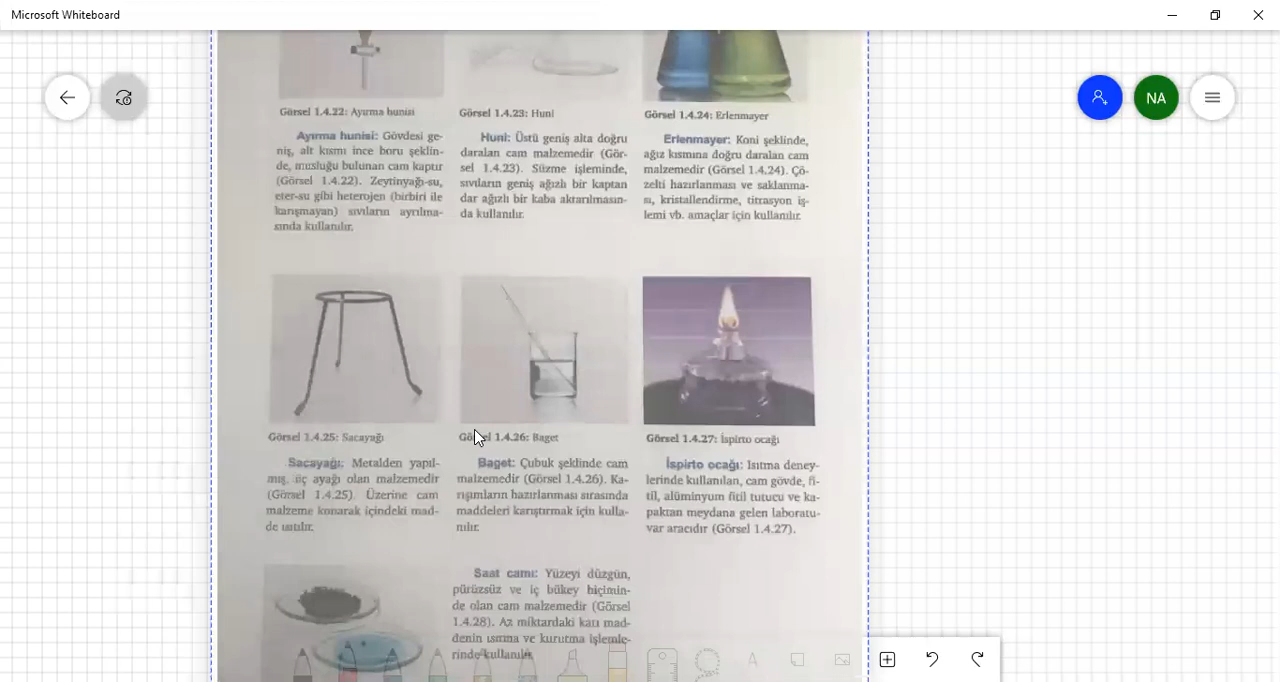 Microsoft Whiteboard
NA
Görsel 1.4.22: Ayırma hunisi
Ayırma hunisi: Gövdesi ge-
niş, alt kısmı ince boru şeklin-
de, musluğu bulunan cam kaptır
(Görsel 1.4.22). Zeytinyağı-su,
eter-su gibi heterojen (birbiri ile
karışmayan) sıvıların ayrılma-
sında kullanılır.
Görsel 1.4.23: Huni
Huni: Üstü geniş alta doğru
daralan cam malzemedir (Gör-
sel 1.4.23). Süzme işleminde,
sıvıların geniş ağızlı bir kaptan
dar ağızlı bir kaba aktarılmasın-
da kullanılır.
Görsel 1.4.24: Erlenmayer
Erlenmayer: Koni şeklinde,
ağız kısmına doğru daralan cam
malzemedir (Görsel 1.4.24). Çö-
zelti hazırlanması ve saklanma-
sı, kristallendirme, titrasyon iş-
lemi vb. amaçlar için kullanılır.
Görsel 1.4.25: Sacayağı
Sacayağı: Metalden yapıl-
mış, üç ayağı olan malzemedir
(Görsel 1.4.25). Üzerine cam
malzeme konarak içindeki mad-
de ısıtılır.
Görsel 1.4.26: Baget
Baget: Çubuk şeklinde cam
malzemedir (Görsel 1.4.26). Ka-
rışımların hazırlanması sırasında
maddeleri karıştırmak için kulla-
nılır.
Görsel 1.4.27: İspirto ocağı
İspirto ocağı: Isıtma deney-
lerinde kullanılan, cam gövde, fi-
til, alüminyum fitil tutucu ve ka-
paktan meydana gelen laboratu-
var aracıdır (Görsel 1.4.27).
Saat camı: Yüzeyi düzgün,
pürüzsüz ve iç bükey biçimin-
de olan cam malzemedir (Görsel
1.4.28). Az miktardaki katı mad-
denin ısıtma ve kurutma işlemle-
rinde kullanılır.